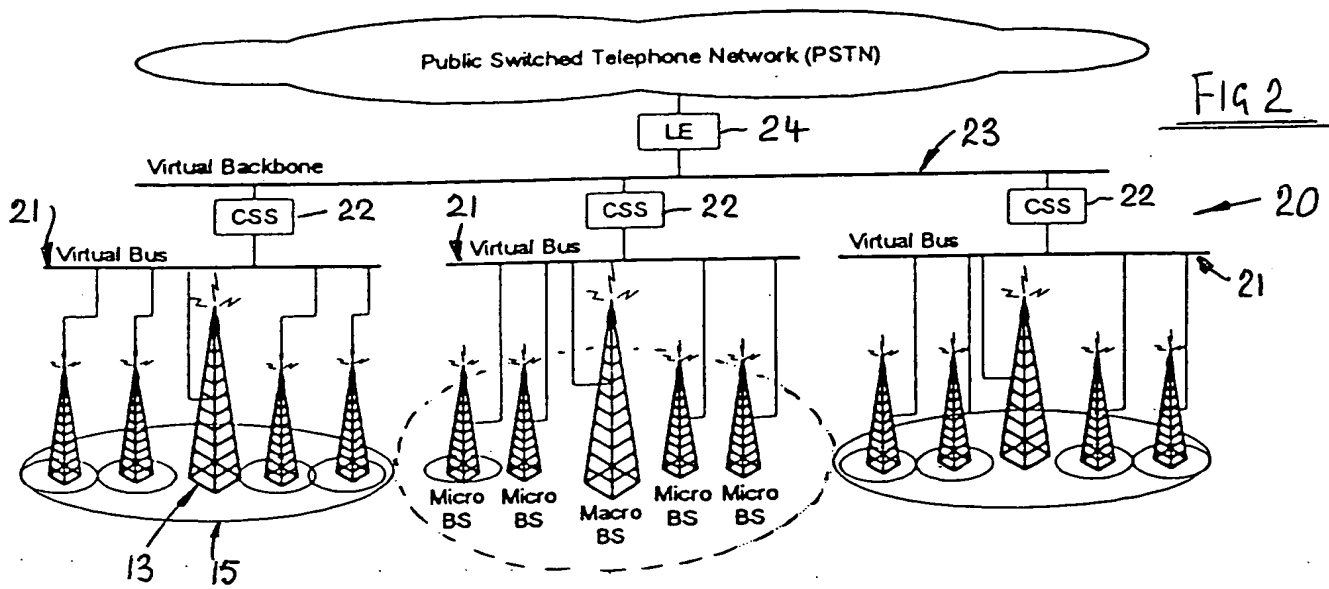 Public Switched Telephone Network (PSTN)
FIG 2
LE
24
Virtual Backbone
23
CSS
22
CSS
22
CSS
22
20
21
Virtual Bus
21
Virtual Bus
Virtual Bus
21
Micro
BS
Micro
BS
Macro
BS
Micro
BS
Micro
BS
13
15